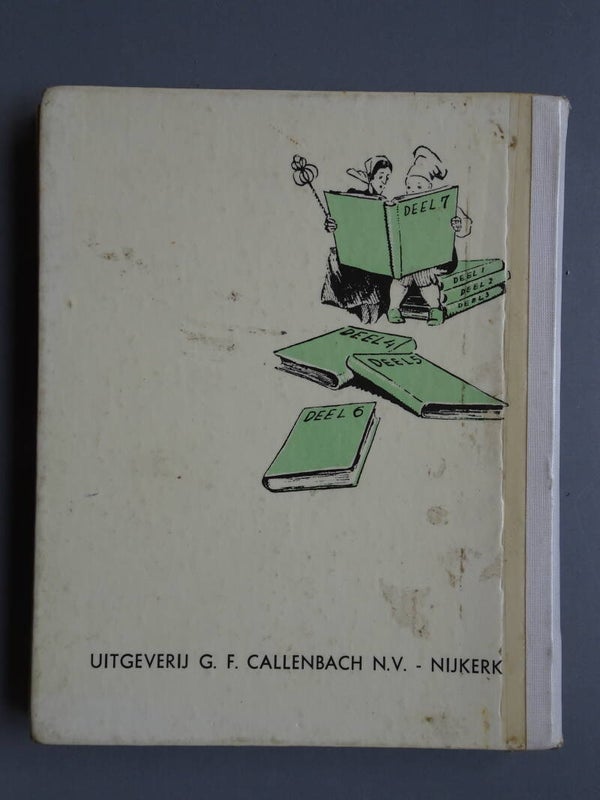 DEEL 7
DEEL 1
DEEL 2
DEEL 3
DEEL 4
DEEL 5
DEEL 6
UITGEVERIJ G. F. CALLENBACH N.V. - NIJKERK